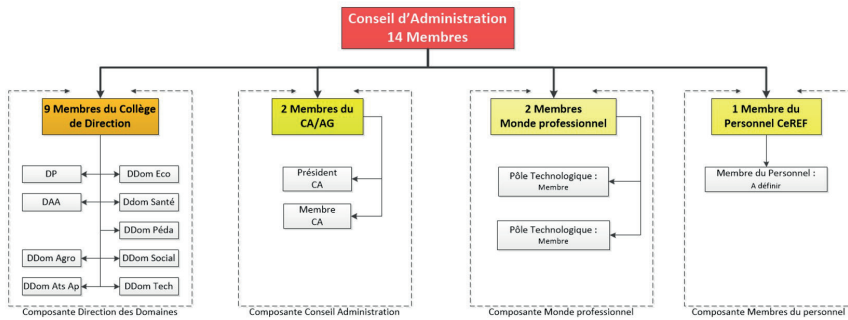 Conseil d'Administration
14 Membres
9 Membres du Collège
de Direction
DP
DDom Eco
DAA
Ddom Santé
DDom Péda
DDom Agro
DDom Social
DDom Ats Ap
DDom Tech
Composante Direction des Domaines
2 Membres du
CA/AG
Président
CA
Membre
CA
Composante Conseil Administration
2 Membres
Monde professionnel
Pôle Technologique :
Membre
Pôle Technologique :
Membre
Composante Monde professionnel
1 Membre du
Personnel CeREF
Membre du Personnel :
A définir
Composante Membres du personnel